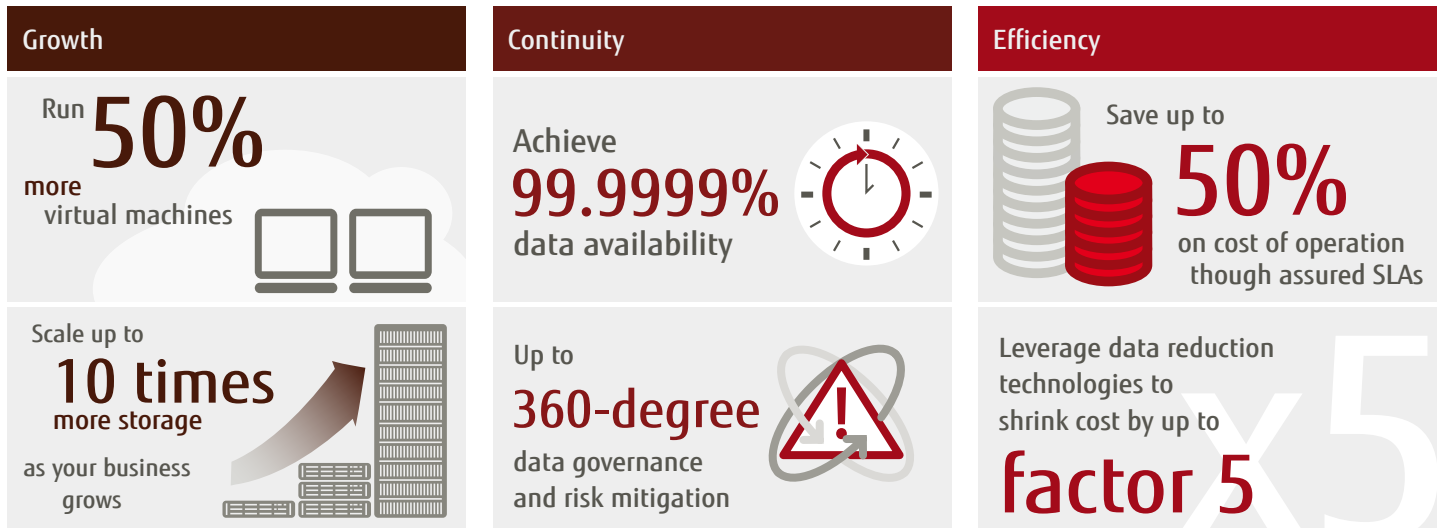 Growth
Run 50%
more
virtual machines
Scale up to
10 times
more storage
as your business
grows
Continuity
Achieve
99.9999%
data availability
Up to
360-degree
data governance
and risk mitigation
Efficiency
Save up to
50%
on cost of operation
though assured SLAs
Leverage data reduction
technologies to
shrink cost by up to
factor 5
x5